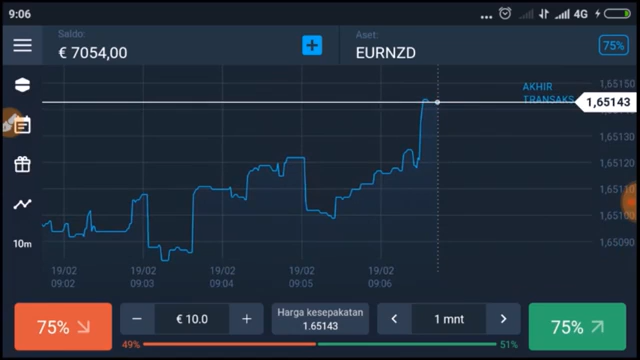 9:06
4G
Saldo:
€ 7054,00
Aset:
EURNZD
75%
1,65150
AKHIR
TRANSAKS
1,65143
1,65130
1,65120
1,65110
1,65100
1,65090
10m
19/02 19/02 19/02 19/02 19/02
09:02 09:03 09:04 09:05 09:06
75%
− € 10.0 +
Harga kesepakatan
1.65143
< 1 mnt >
75%
49%
51%